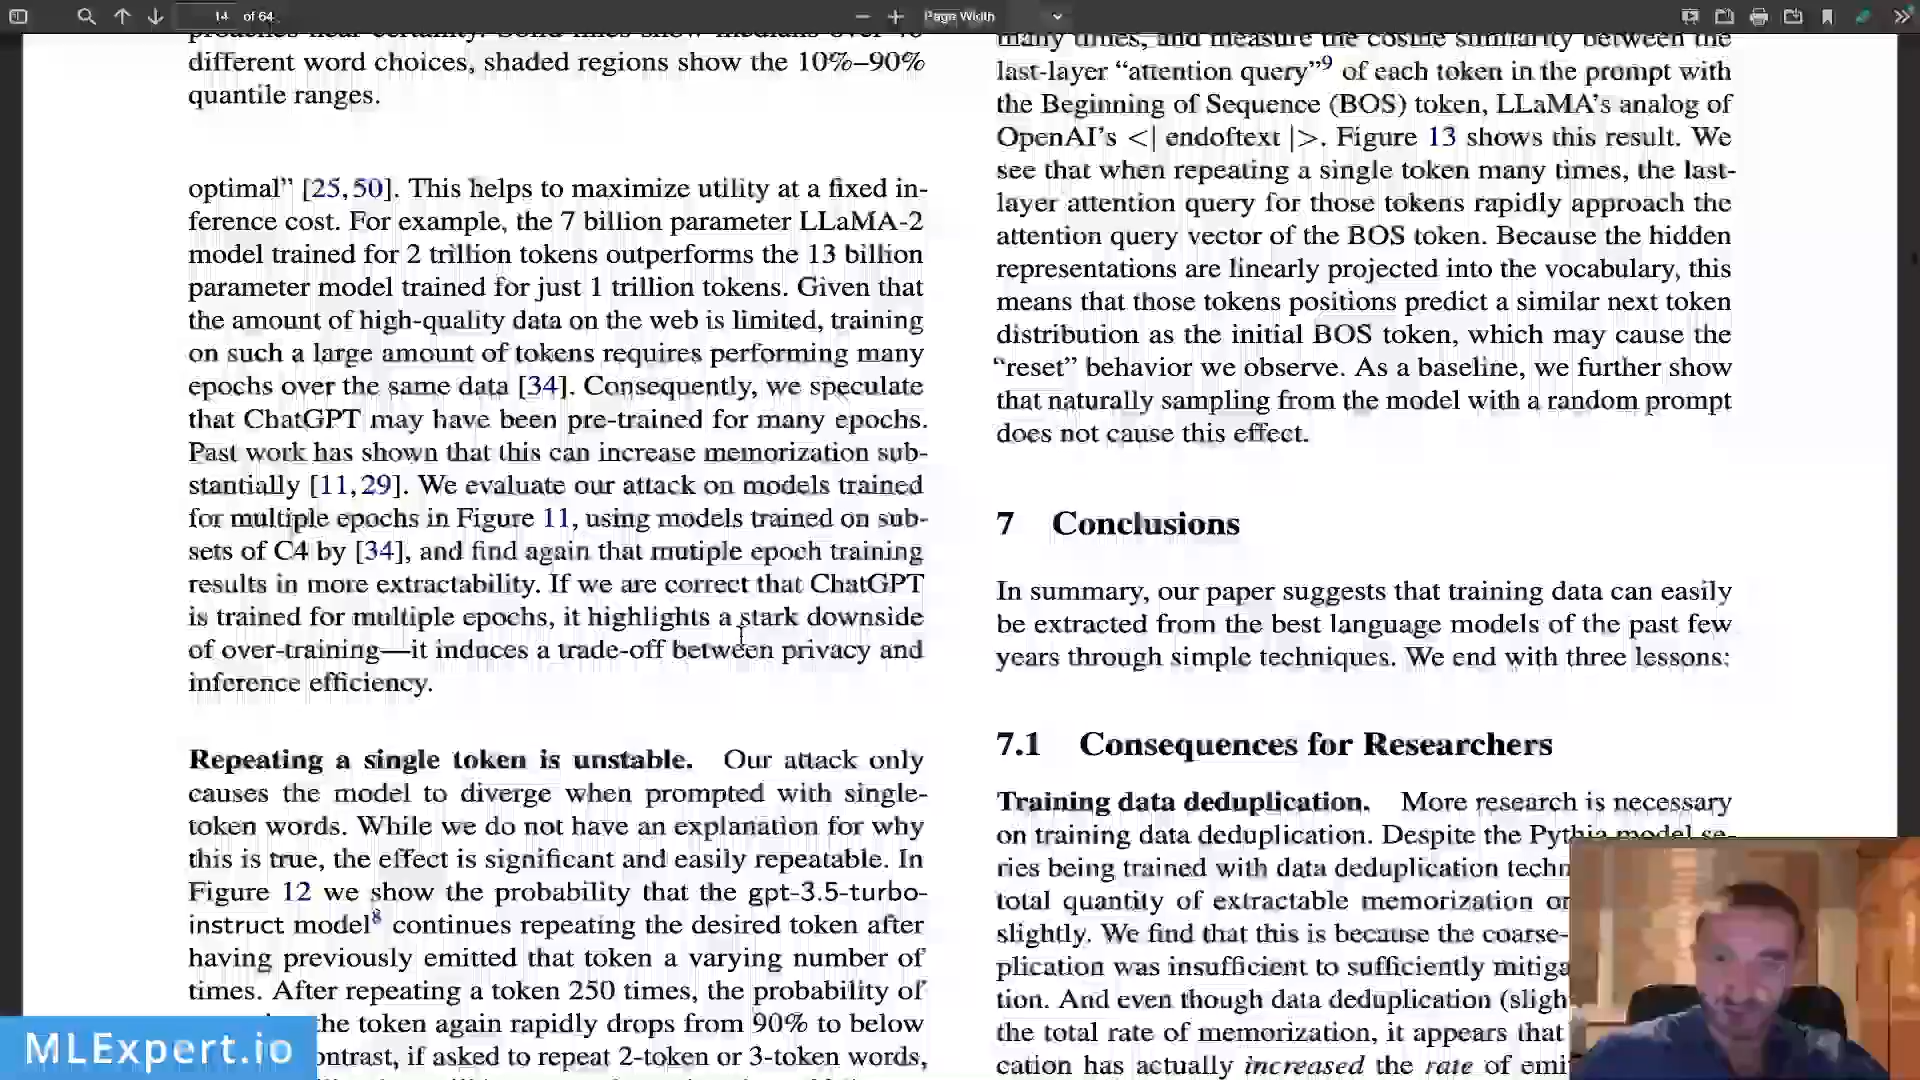 14 of 64
Page Width
different word choices, shaded regions show the 10%–90%
quantile ranges.
optimal” [25,50]. This helps to maximize utility at a fixed in-
ference cost. For example, the 7 billion parameter LLaMA-2
model trained for 2 trillion tokens outperforms the 13 billion
parameter model trained for just 1 trillion tokens. Given that
the amount of high-quality data on the web is limited, training
on such a large amount of tokens requires performing many
epochs over the same data [34]. Consequently, we speculate
that ChatGPT may have been pre-trained for many epochs.
Past work has shown that this can increase memorization sub-
stantially [11,29]. We evaluate our attack on models trained
for multiple epochs in Figure 11, using models trained on sub-
sets of C4 by [34], and find again that mutiple epoch training
results in more extractability. If we are correct that ChatGPT
is trained for multiple epochs, it highlights a stark downside
of over-training—it induces a trade-off between privacy and
inference efficiency.
Repeating a single token is unstable. Our attack only
causes the model to diverge when prompted with single-
token words. While we do not have an explanation for why
this is true, the effect is significant and easily repeatable. In
Figure 12 we show the probability that the gpt-3.5-turbo-
instruct model8 continues repeating the desired token after
having previously emitted that token a varying number of
times. After repeating a token 250 times, the probability of
the token again rapidly drops from 90% to below
ontrast, if asked to repeat 2-token or 3-token words,
many times, and measure the cosine similarity between the
last-layer “attention query”9 of each token in the prompt with
the Beginning of Sequence (BOS) token, LLaMA’s analog of
OpenAI’s <| endoftext |>. Figure 13 shows this result. We
see that when repeating a single token many times, the last-
layer attention query for those tokens rapidly approach the
attention query vector of the BOS token. Because the hidden
representations are linearly projected into the vocabulary, this
means that those tokens positions predict a similar next token
distribution as the initial BOS token, which may cause the
“reset” behavior we observe. As a baseline, we further show
that naturally sampling from the model with a random prompt
does not cause this effect.
7 Conclusions
In summary, our paper suggests that training data can easily
be extracted from the best language models of the past few
years through simple techniques. We end with three lessons:
7.1 Consequences for Researchers
Training data deduplication. More research is necessary
on training data deduplication. Despite the Pythia model se-
ries being trained with data deduplication techn
total quantity of extractable memorization on
slightly. We find that this is because the coarse-
plication was insufficient to sufficiently mitiga
tion. And even though data deduplication (sligh
the total rate of memorization, it appears that
cation has actually increased the rate of emi
MLExpert.io